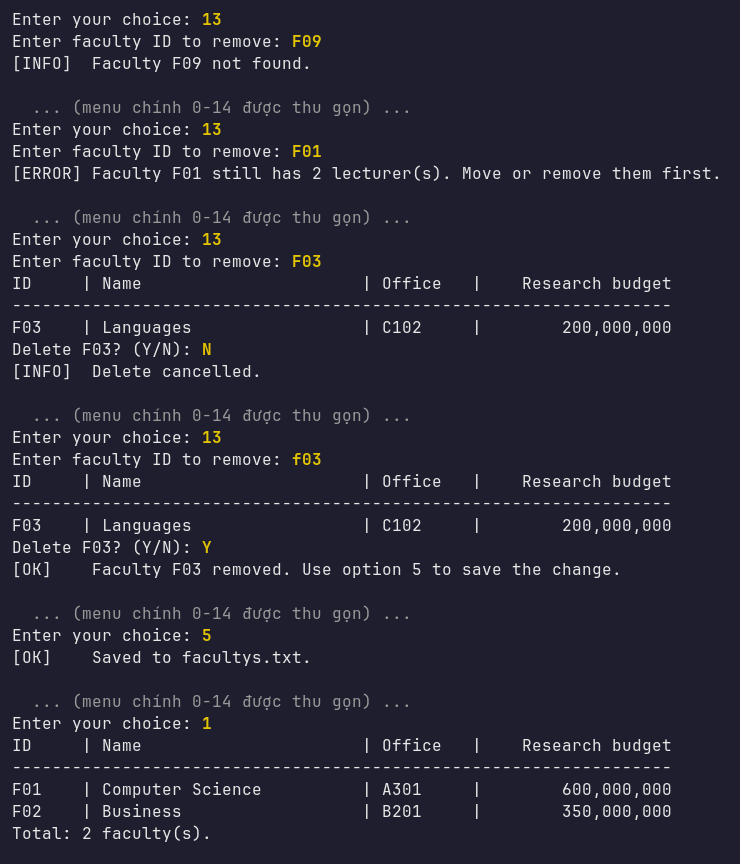 Enter your choice: 13
Enter faculty ID to remove: F09
[INFO]  Faculty F09 not found.
  ... (menu chính 0-14 được thu gọn) ...
Enter your choice: 13
Enter faculty ID to remove: F01
[ERROR] Faculty F01 still has 2 lecturer(s). Move or remove them first.
  ... (menu chính 0-14 được thu gọn) ...
Enter your choice: 13
Enter faculty ID to remove: F03
ID     | Name                      | Office   |    Research budget
------------------------------------------------------------------
F03    | Languages                 | C102     |        200,000,000
Delete F03? (Y/N): N
[INFO]  Delete cancelled.
  ... (menu chính 0-14 được thu gọn) ...
Enter your choice: 13
Enter faculty ID to remove: f03
ID     | Name                      | Office   |    Research budget
------------------------------------------------------------------
F03    | Languages                 | C102     |        200,000,000
Delete F03? (Y/N): Y
[OK]    Faculty F03 removed. Use option 5 to save the change.
  ... (menu chính 0-14 được thu gọn) ...
Enter your choice: 5
[OK]    Saved to facultys.txt.
  ... (menu chính 0-14 được thu gọn) ...
Enter your choice: 1
ID     | Name                      | Office   |    Research budget
------------------------------------------------------------------
F01    | Computer Science          | A301     |        600,000,000
F02    | Business                  | B201     |        350,000,000
Total: 2 faculty(s).